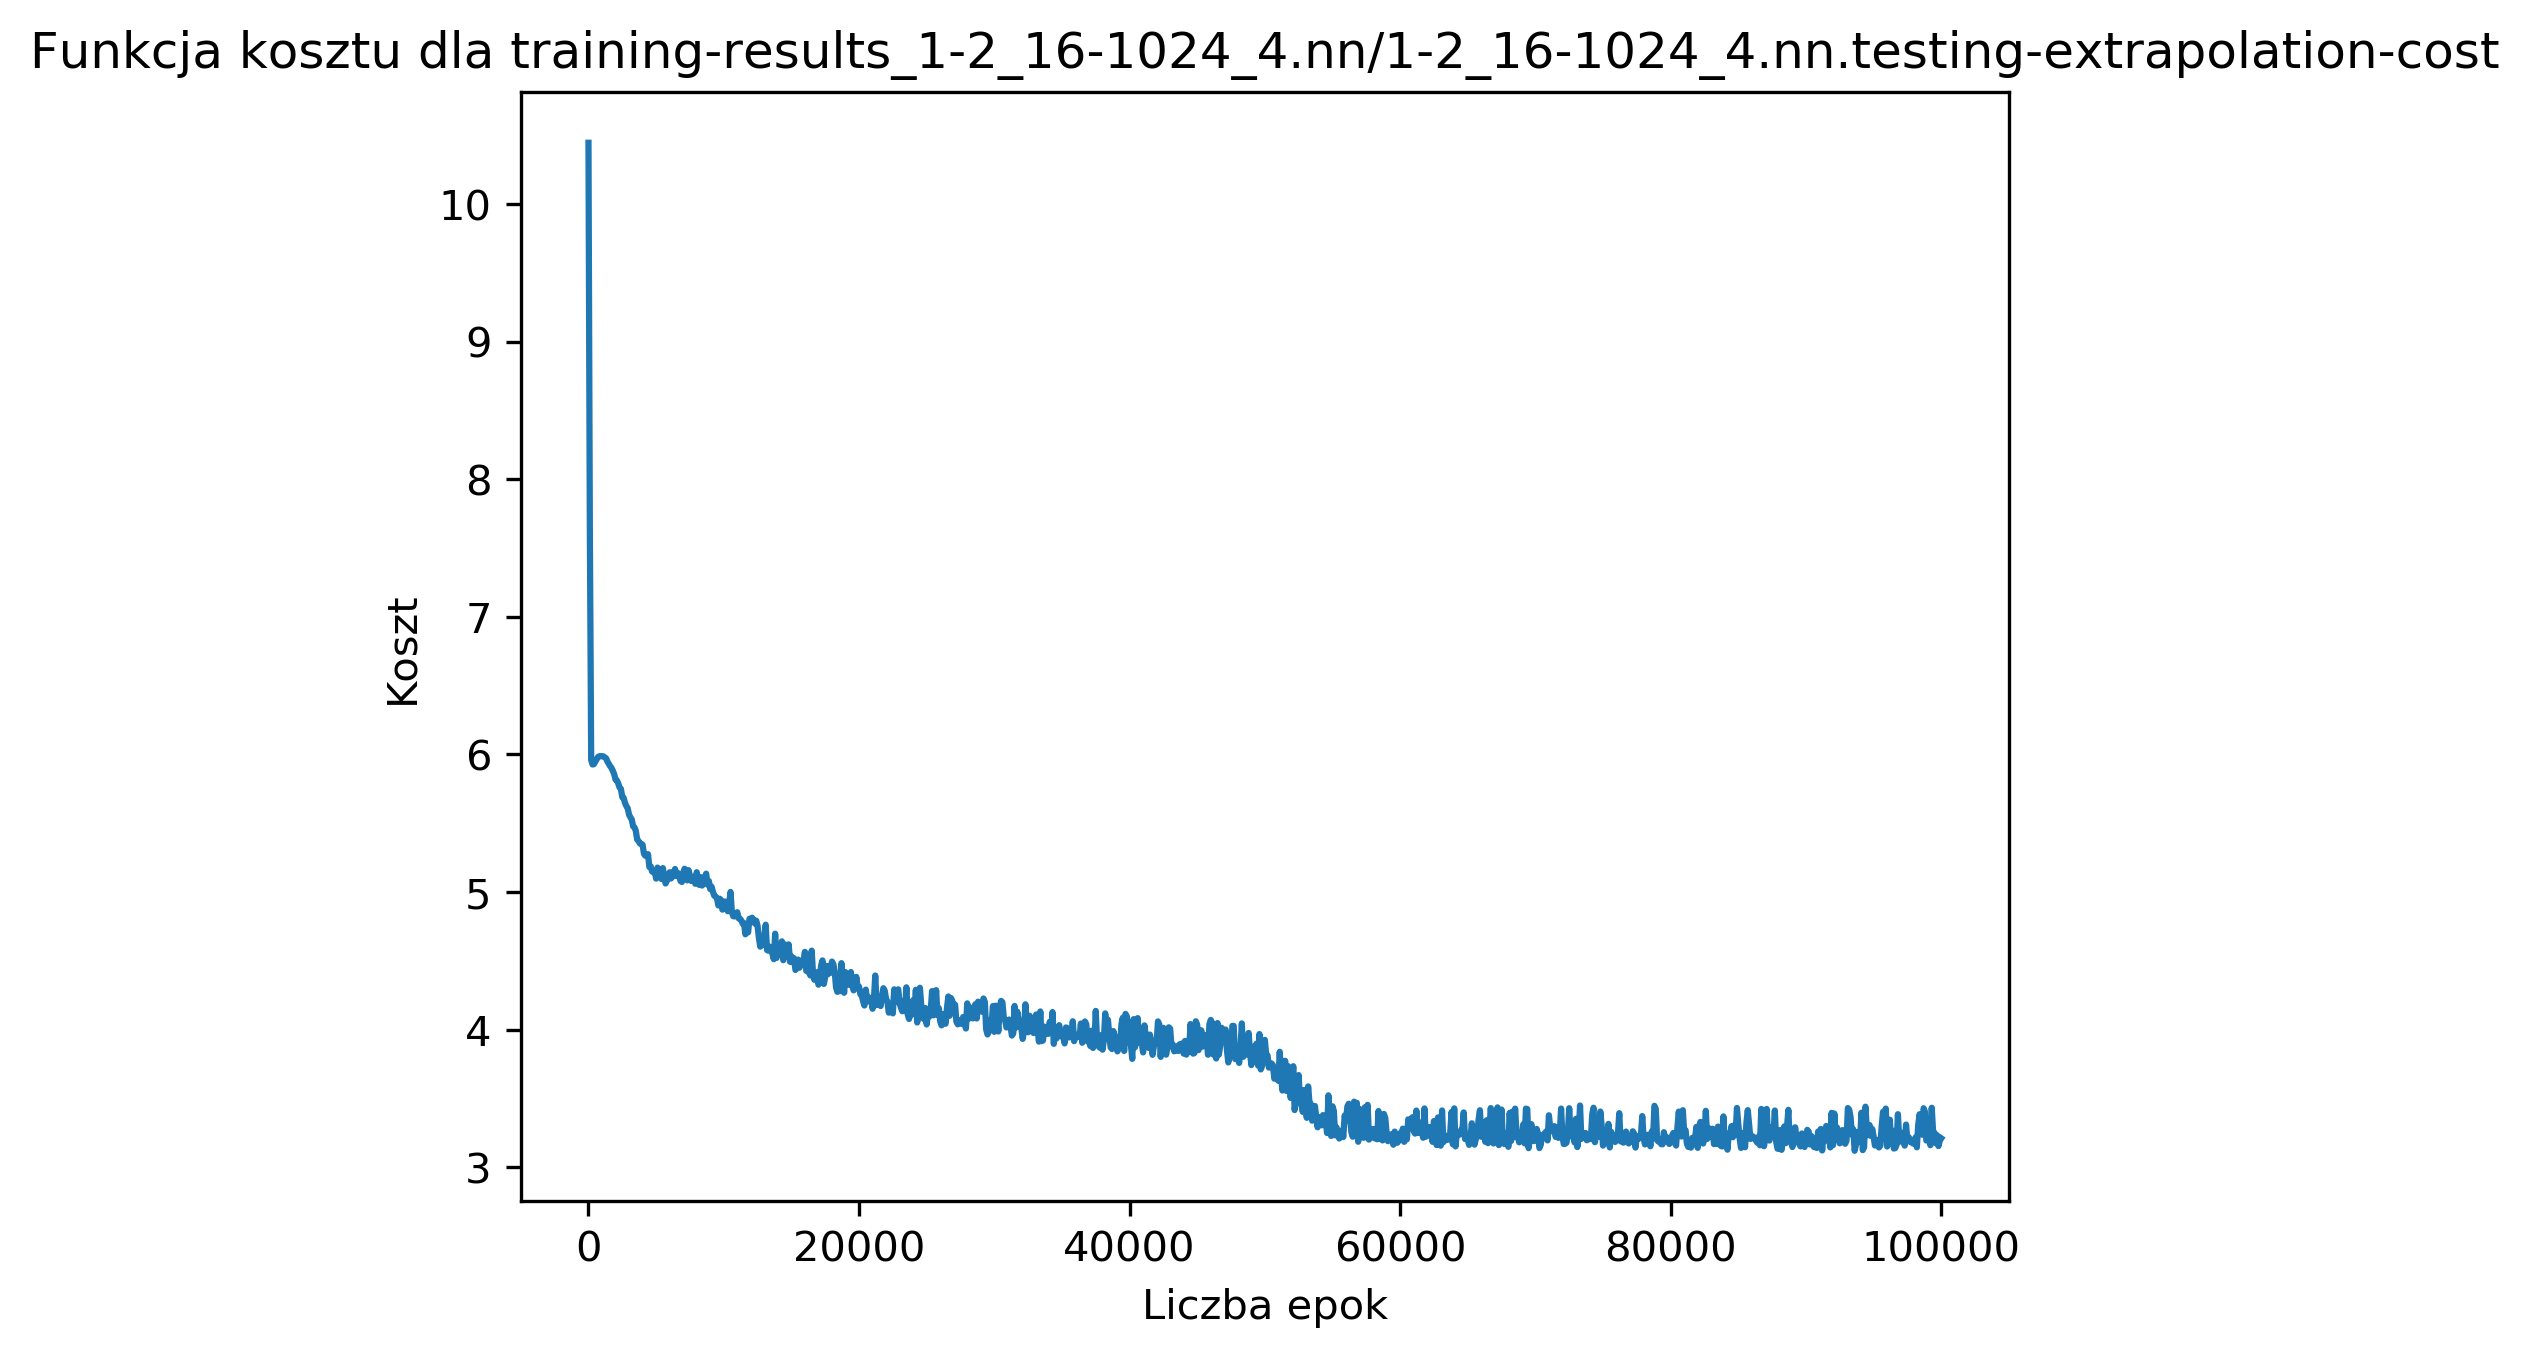 Funkcja kosztu dla training-results_1-2_16-1024_4.nn/1-2_16-1024_4.nn.testing-extrapolation-cost
10
9
8
7
6
5
4
3
Koszt
0 20000 40000 60000 80000 100000
Liczba epok